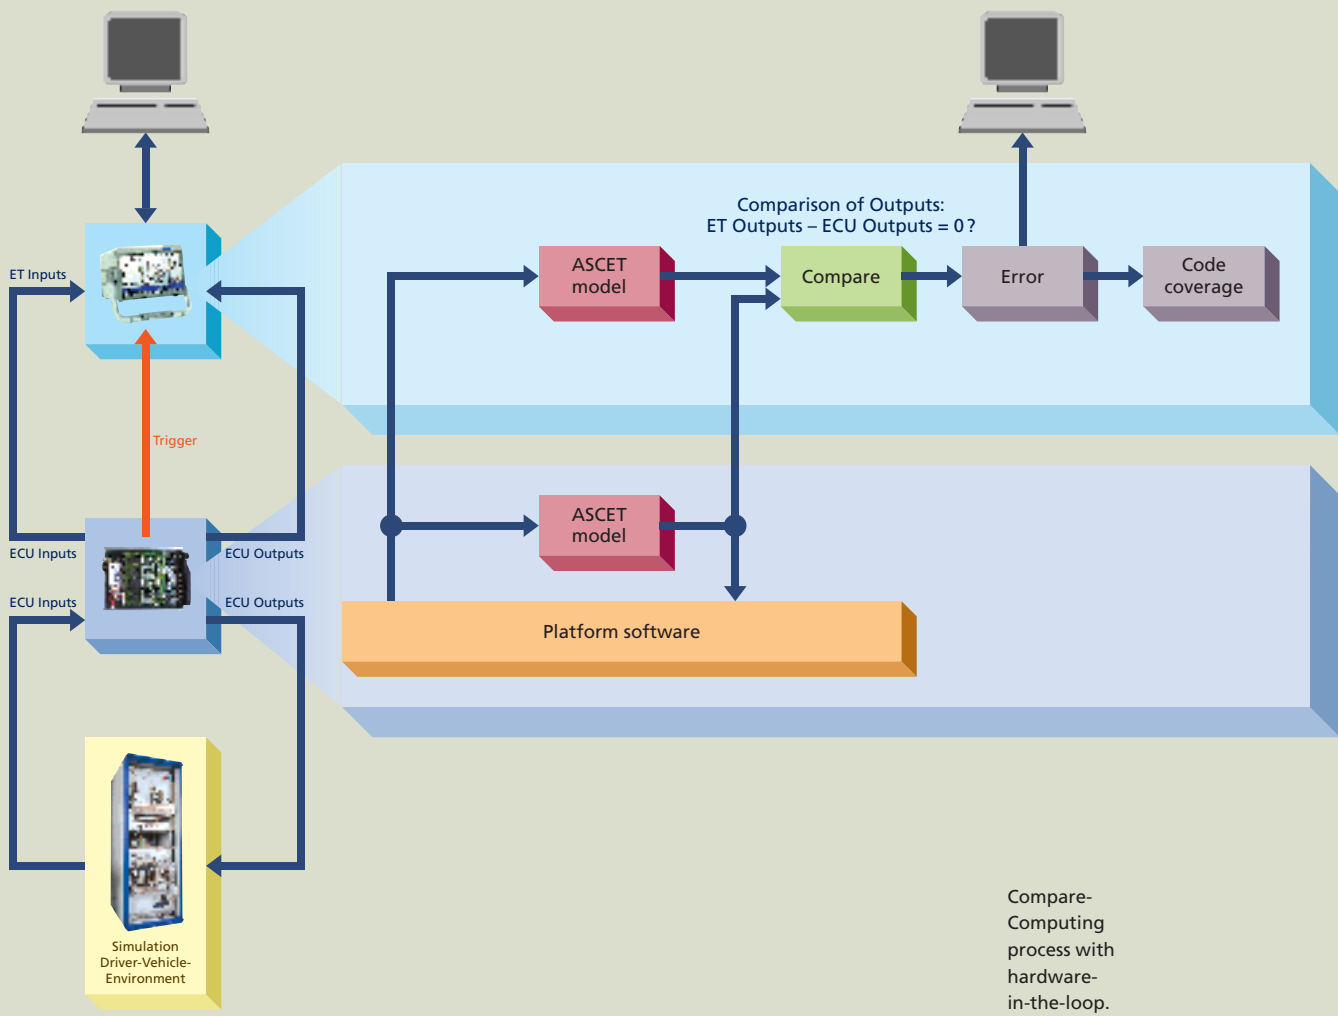 Comparison of Outputs:
ET Outputs – ECU Outputs = 0?
ET Inputs
ASCET
model
Compare
Error
Code
coverage
Trigger
ASCET
model
ECU Inputs
ECU Outputs
ECU Inputs
ECU Outputs
Platform software
Simulation
Driver-Vehicle-
Environment
Compare-
Computing
process with
hardware-
in-the-loop.